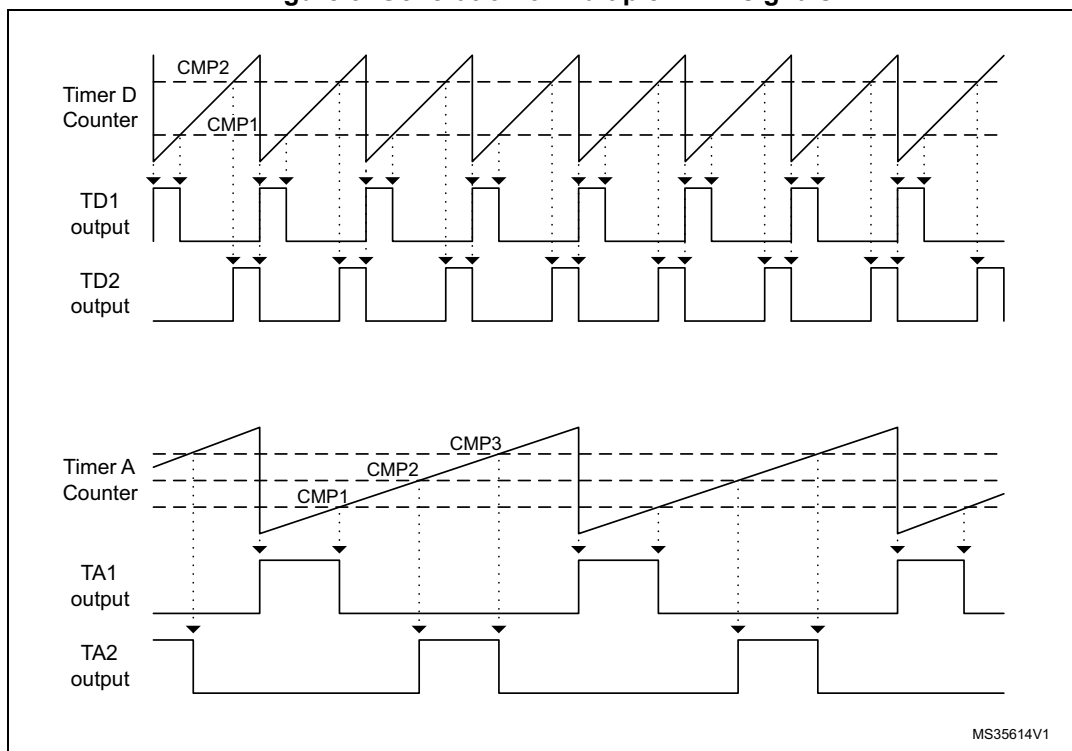 CMP2
Timer D
Counter
CMP1
TD1
output
TD2
output
CMP3
Timer A
Counter
CMP2
CMP1
TA1
output
TA2
output
MS35614V1